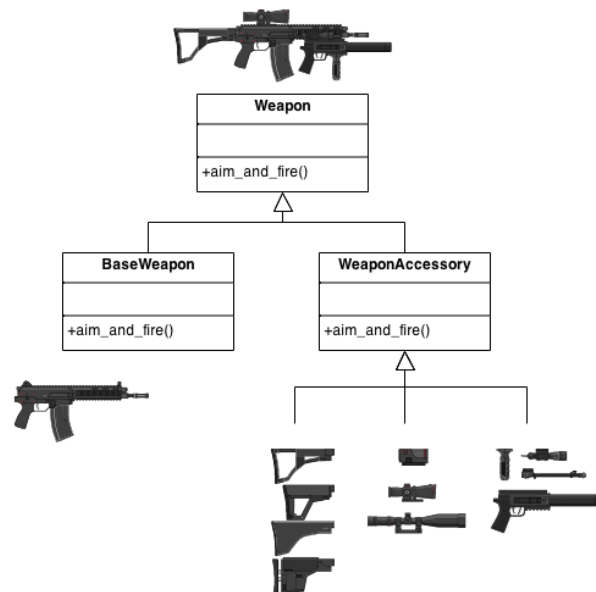 Weapon
+aim_and_fire()
BaseWeapon
WeaponAccessory
+aim_and_fire()
+aim_and_fire()